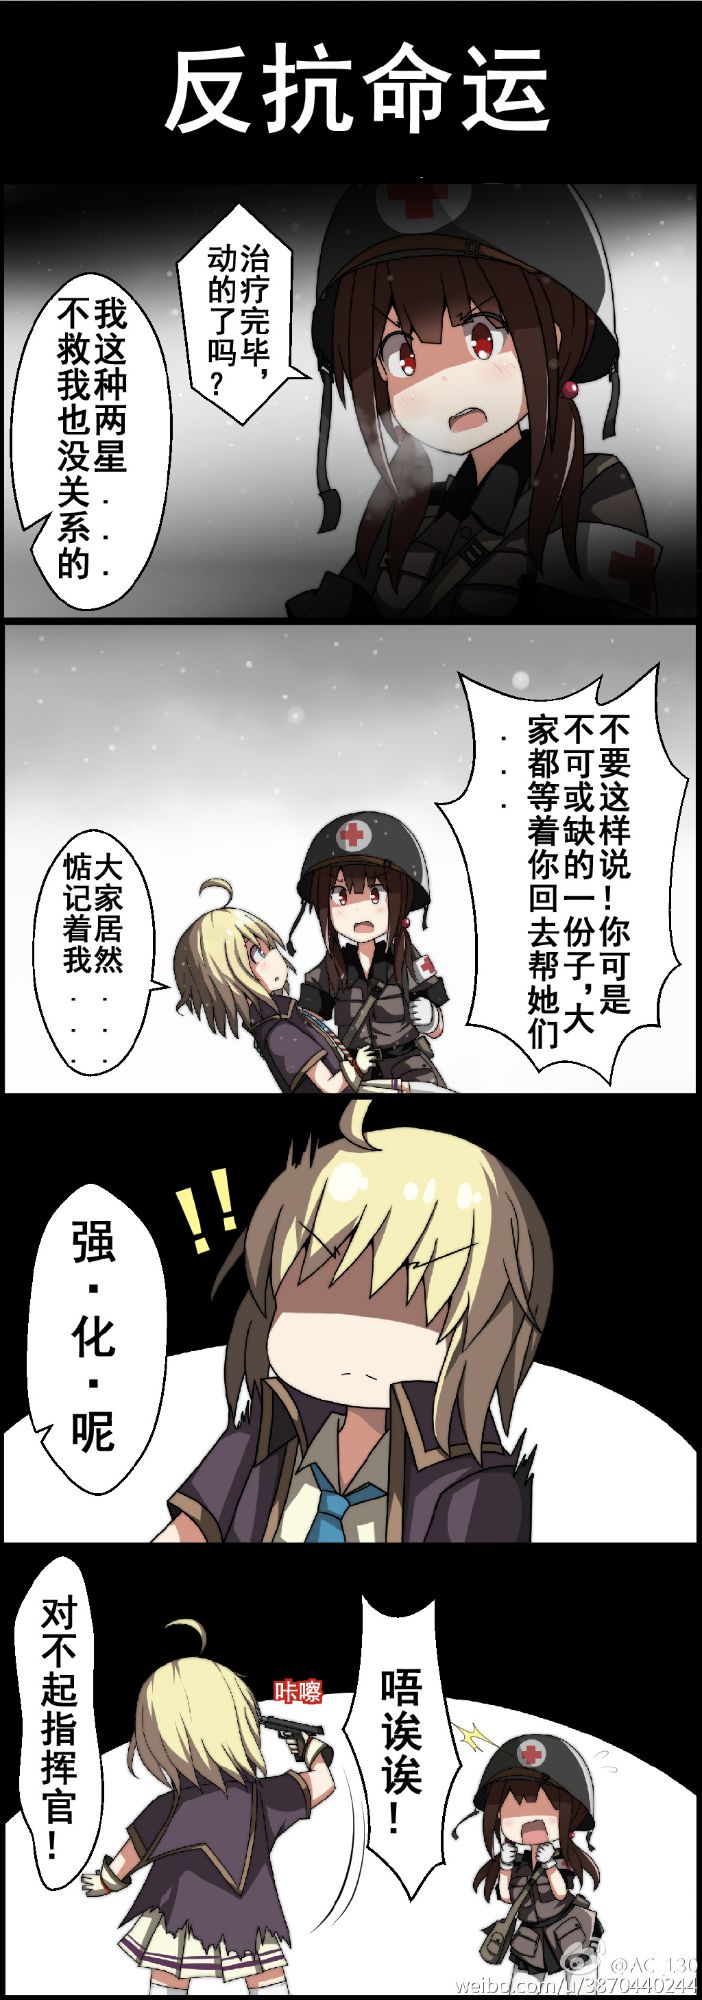 反抗命运
治疗完毕，
动的了吗？
我这种两星...
不救我也没关系的
不要这样说！你可是
不可或缺的一份子，大
家都等着你回去帮她们
...
大家居然...
惦记着我...
强·化·呢
!!
咔嚓
唔诶诶！
对不起指挥官！
@AC_130
weibo.com/u/3870440244